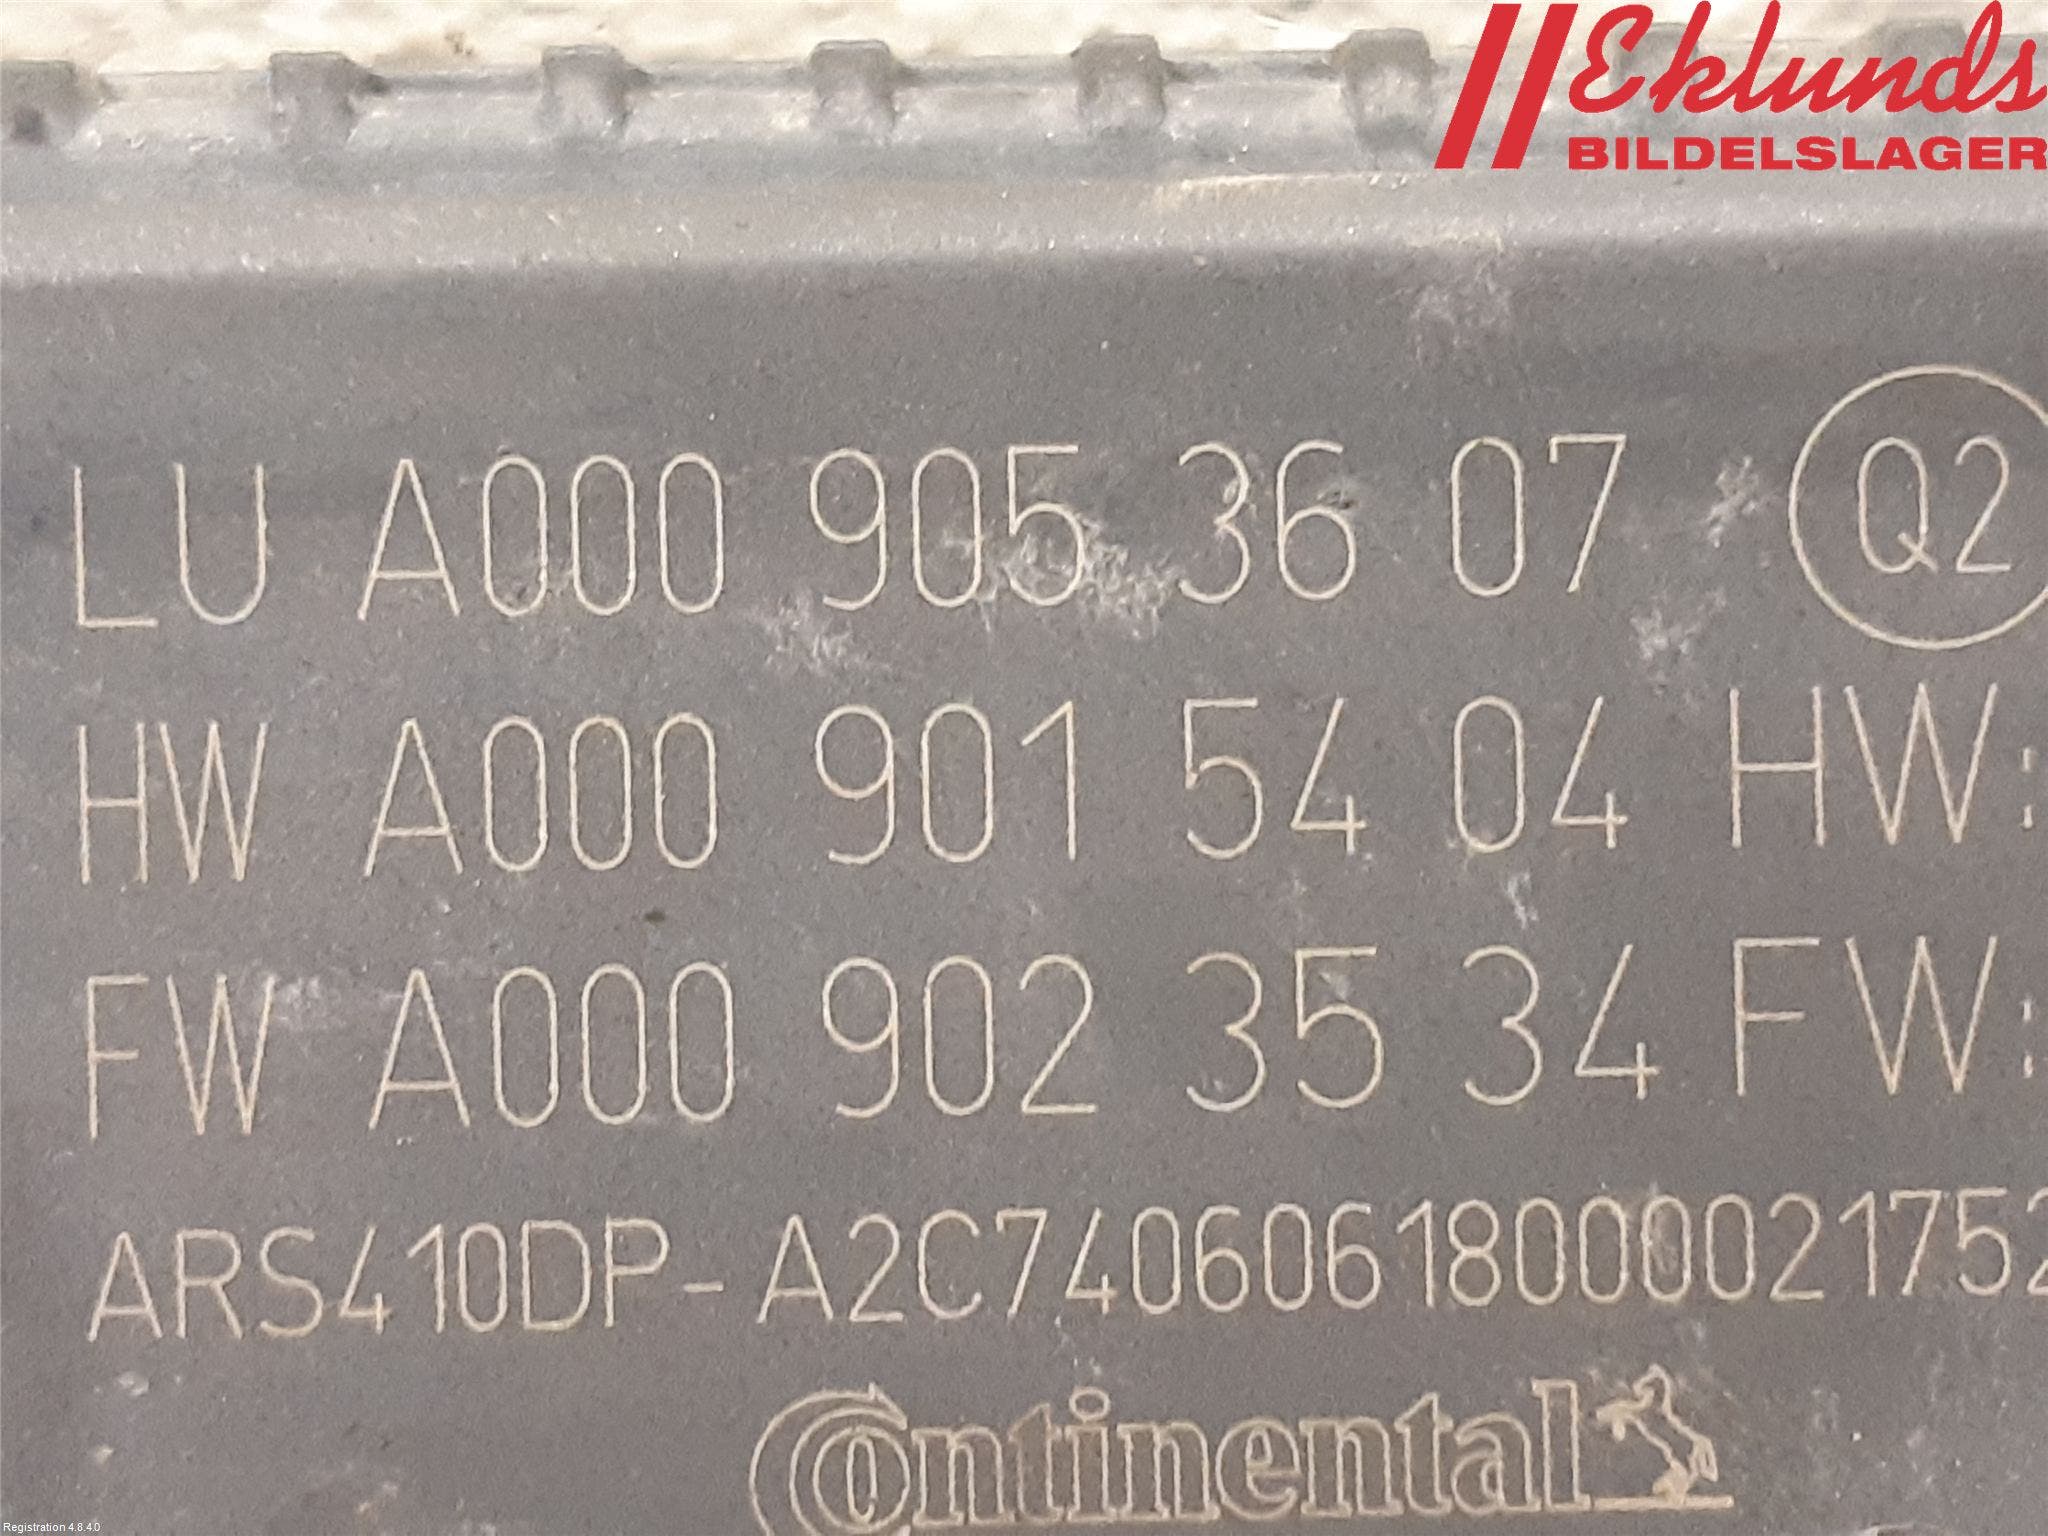 Eklunds
BILDELSLAGER
LU A000 905 36 07 Q2
HW A000 901 54 04 HW:
FW A000 902 35 34 FW:
ARS410DP-A2C7406061800002175
Continental
Registration 4.8.4.0